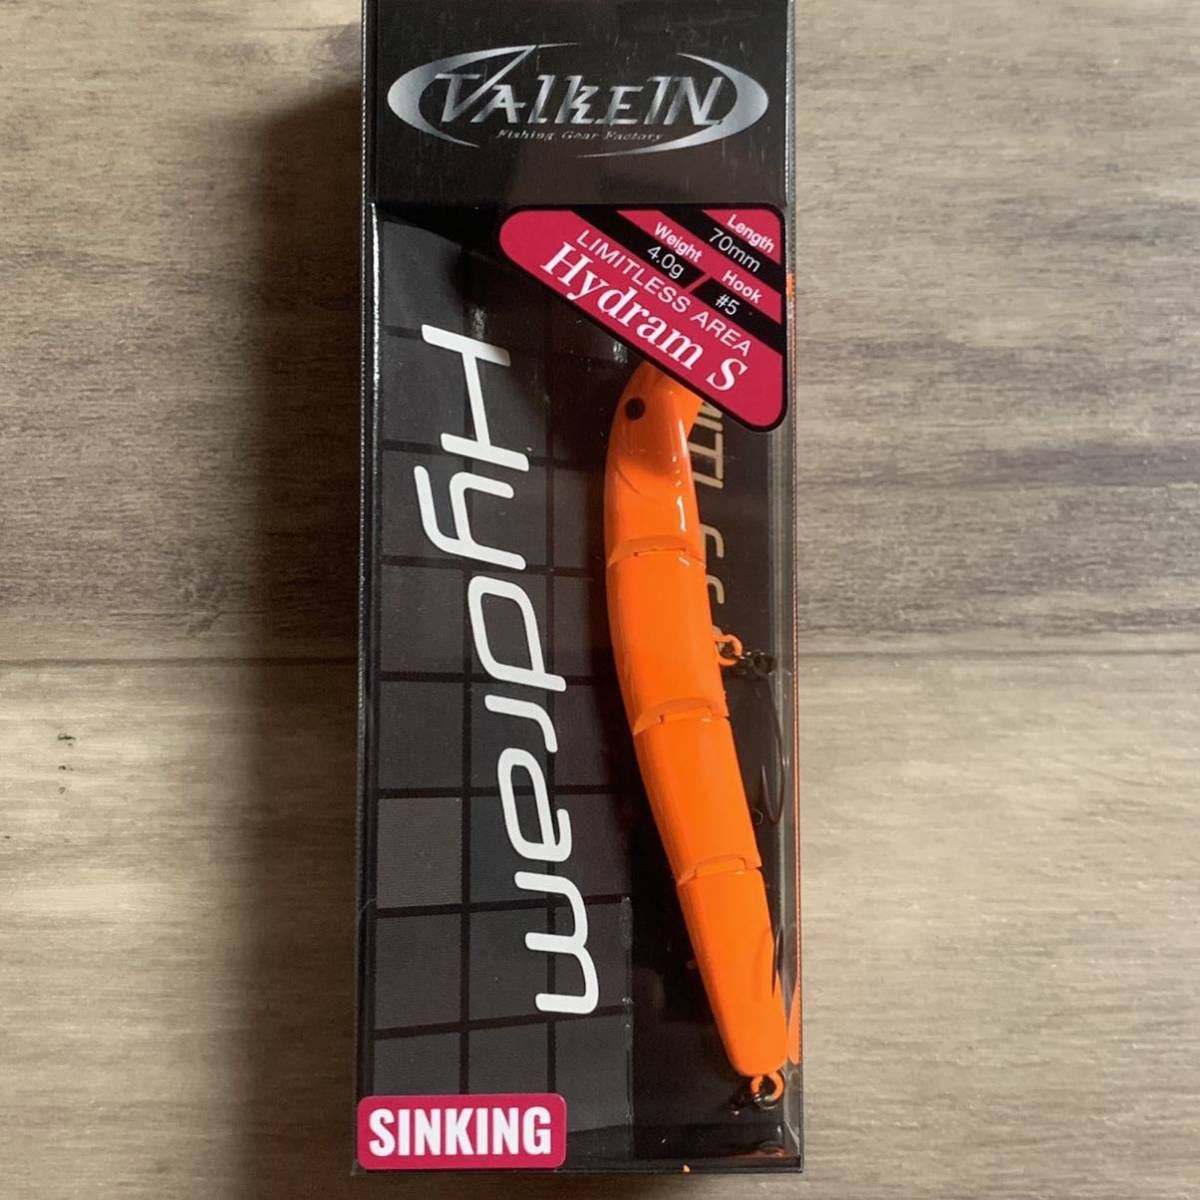 ValkeIN
Fishing Gear Factory
Length
70mm
Weight
4.0g
Hook
#5
LIMITLESS AREA
Hydram S
Hydram
SINKING